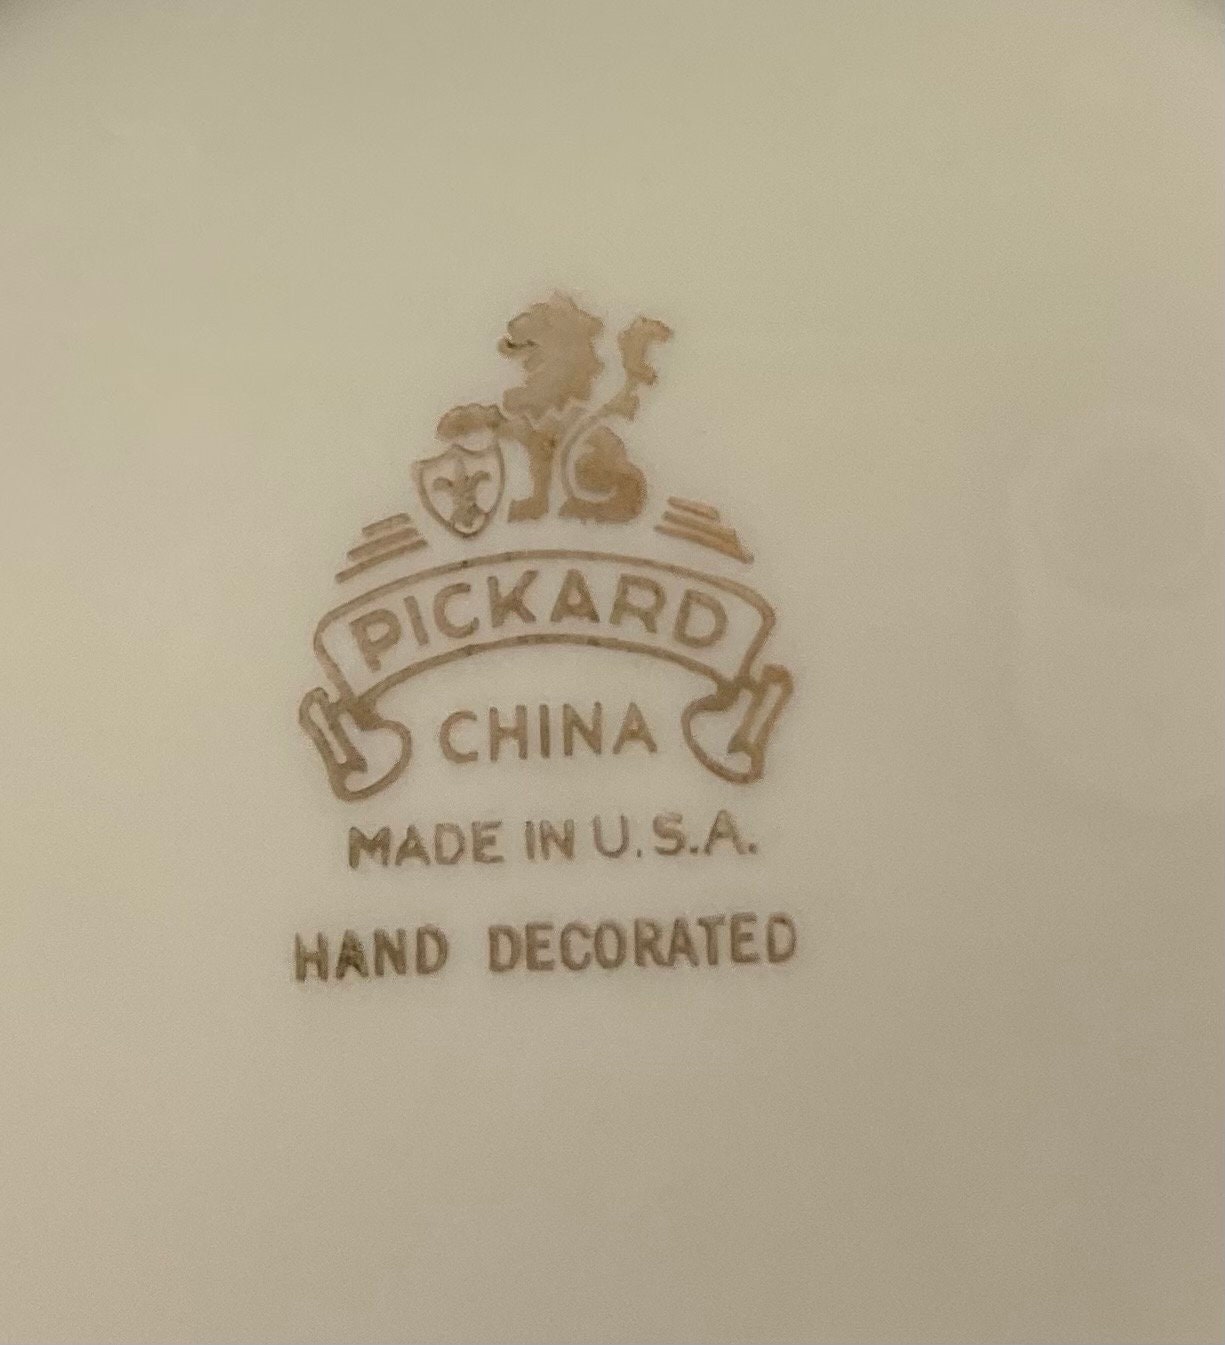 PICKARD
CHINA
MADE IN U.S.A.
HAND DECORATED